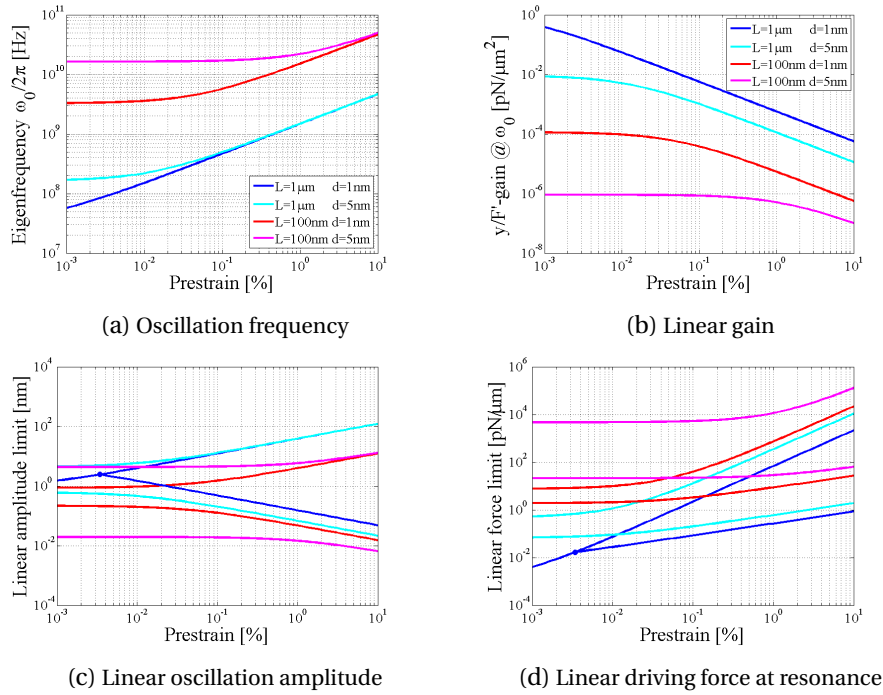 10^11
10^10
10^9
10^8
10^7
Eigenfrequency ω_0/2π [Hz]
L=1μm d=1nm
L=1μm d=5nm
L=100nm d=1nm
L=100nm d=5nm
10^-3 10^-2 10^-1 10^0 10^1
Prestrain [%]
(a) Oscillation frequency
10^0
10^-2
10^-4
10^-6
10^-8
y/F'-gain @ ω_0 [pN/μm^2]
L=1μm d=1nm
L=1μm d=5nm
L=100nm d=1nm
L=100nm d=5nm
10^-3 10^-2 10^-1 10^0 10^1
Prestrain [%]
(b) Linear gain
10^4
10^2
10^0
10^-2
10^-4
Linear amplitude limit [nm]
10^-3 10^-2 10^-1 10^0 10^1
Prestrain [%]
(c) Linear oscillation amplitude
10^6
10^4
10^2
10^0
10^-2
10^-4
Linear force limit [pN/μm]
10^-3 10^-2 10^-1 10^0 10^1
Prestrain [%]
(d) Linear driving force at resonance